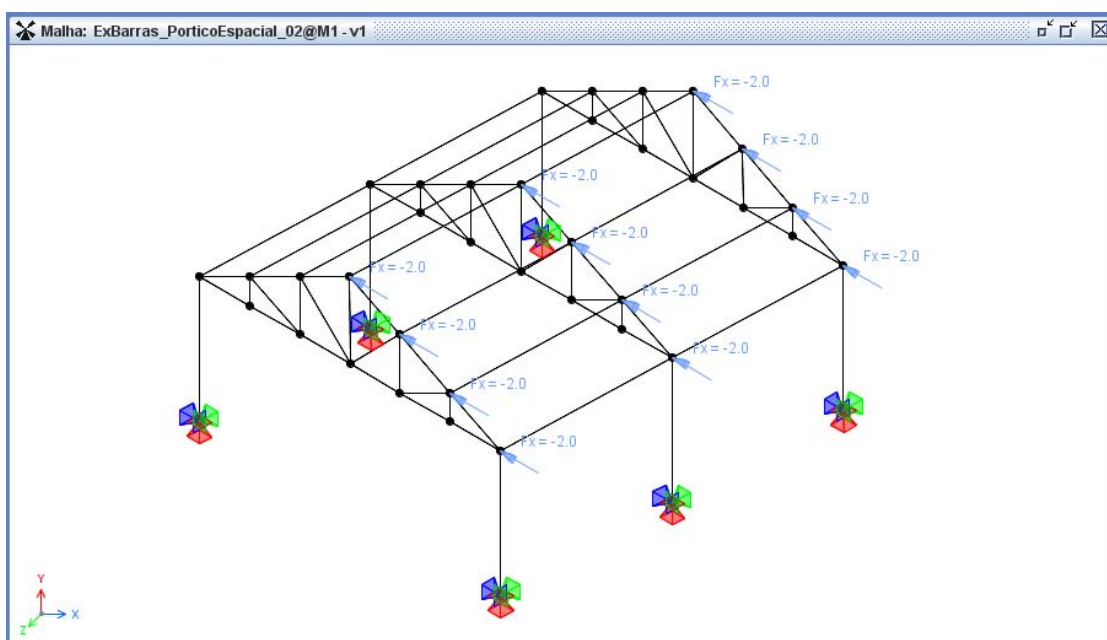 Malha: ExBarras_PorticoEspacial_02@M1 - v1
Fx = -2.0
Fx = -2.0
Fx = -2.0
Fx = -2.0
Fx = -2.0
Fx = -2.0
Fx = -2.0
Fx = -2.0
Fx = -2.0
Fx = -2.0
Fx = -2.0
Fx = -2.0
Y
X
Z